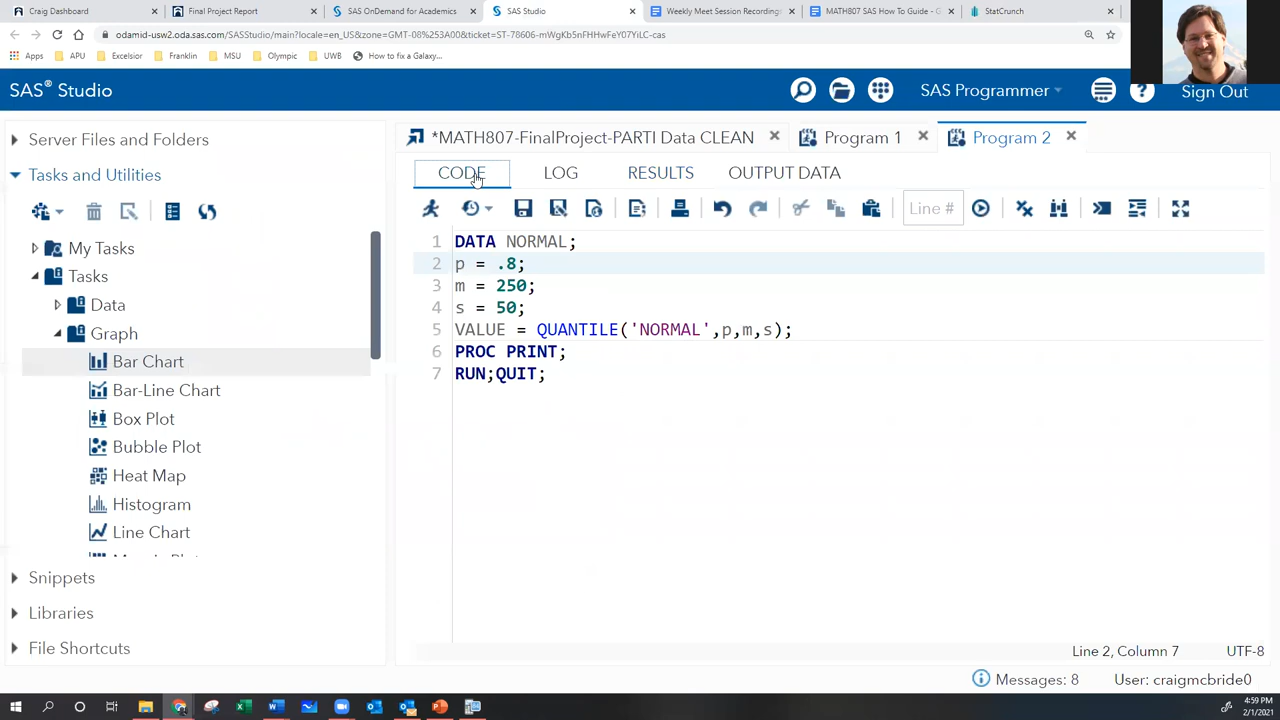 Craig Dashboard
Final Project Report
SAS OnDemand for Academics
SAS Studio
Weekly Meet Session Recordings
MATH807 SAS How To Guide - G
StatCrunch
odamid-usw2.oda.sas.com/SASStudio/main?locale=en_US&zone=GMT-08%253A00&ticket=ST-78606-mWgKb5nFHHwFeY07YiLC-cas
Apps
APU
Excelsior
Franklin
MSU
Olympic
UWB
How to fix a Galaxy...
SAS® Studio
SAS Programmer
Sign Out
Server Files and Folders
Tasks and Utilities
My Tasks
Tasks
Data
Graph
Bar Chart
Bar-Line Chart
Box Plot
Bubble Plot
Heat Map
Histogram
Line Chart
Snippets
Libraries
File Shortcuts
*MATH807-FinalProject-PARTI Data CLEAN
Program 1
Program 2
CODE
LOG
RESULTS
OUTPUT DATA
Line #
1 DATA NORMAL;
2 p = .8;
3 m = 250;
4 s = 50;
5 VALUE = QUANTILE('NORMAL',p,m,s);
6 PROC PRINT;
7 RUN;QUIT;
Line 2, Column 7
UTF-8
Messages: 8
User: craigmcbride0
4:59 PM
2/1/2021